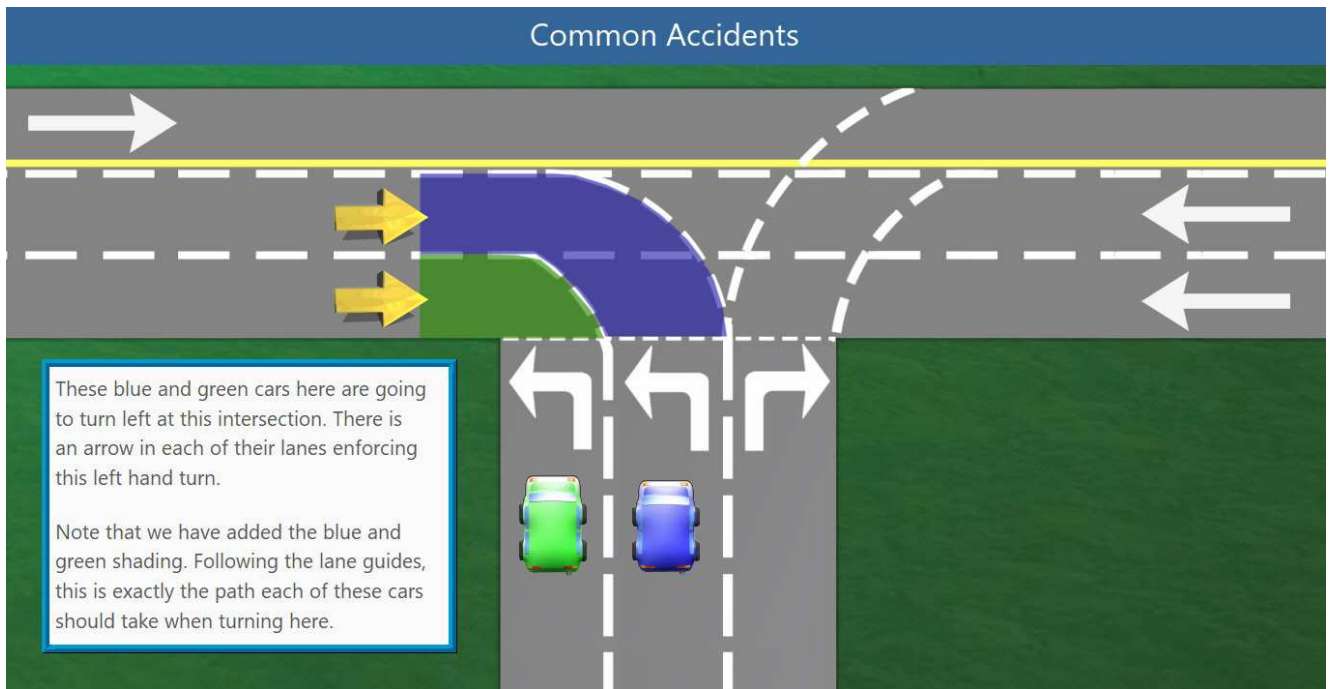 Common Accidents
These blue and green cars here are going
to turn left at this intersection. There is
an arrow in each of their lanes enforcing
this left hand turn.
Note that we have added the blue and
green shading. Following the lane guides,
this is exactly the path each of these cars
should take when turning here.